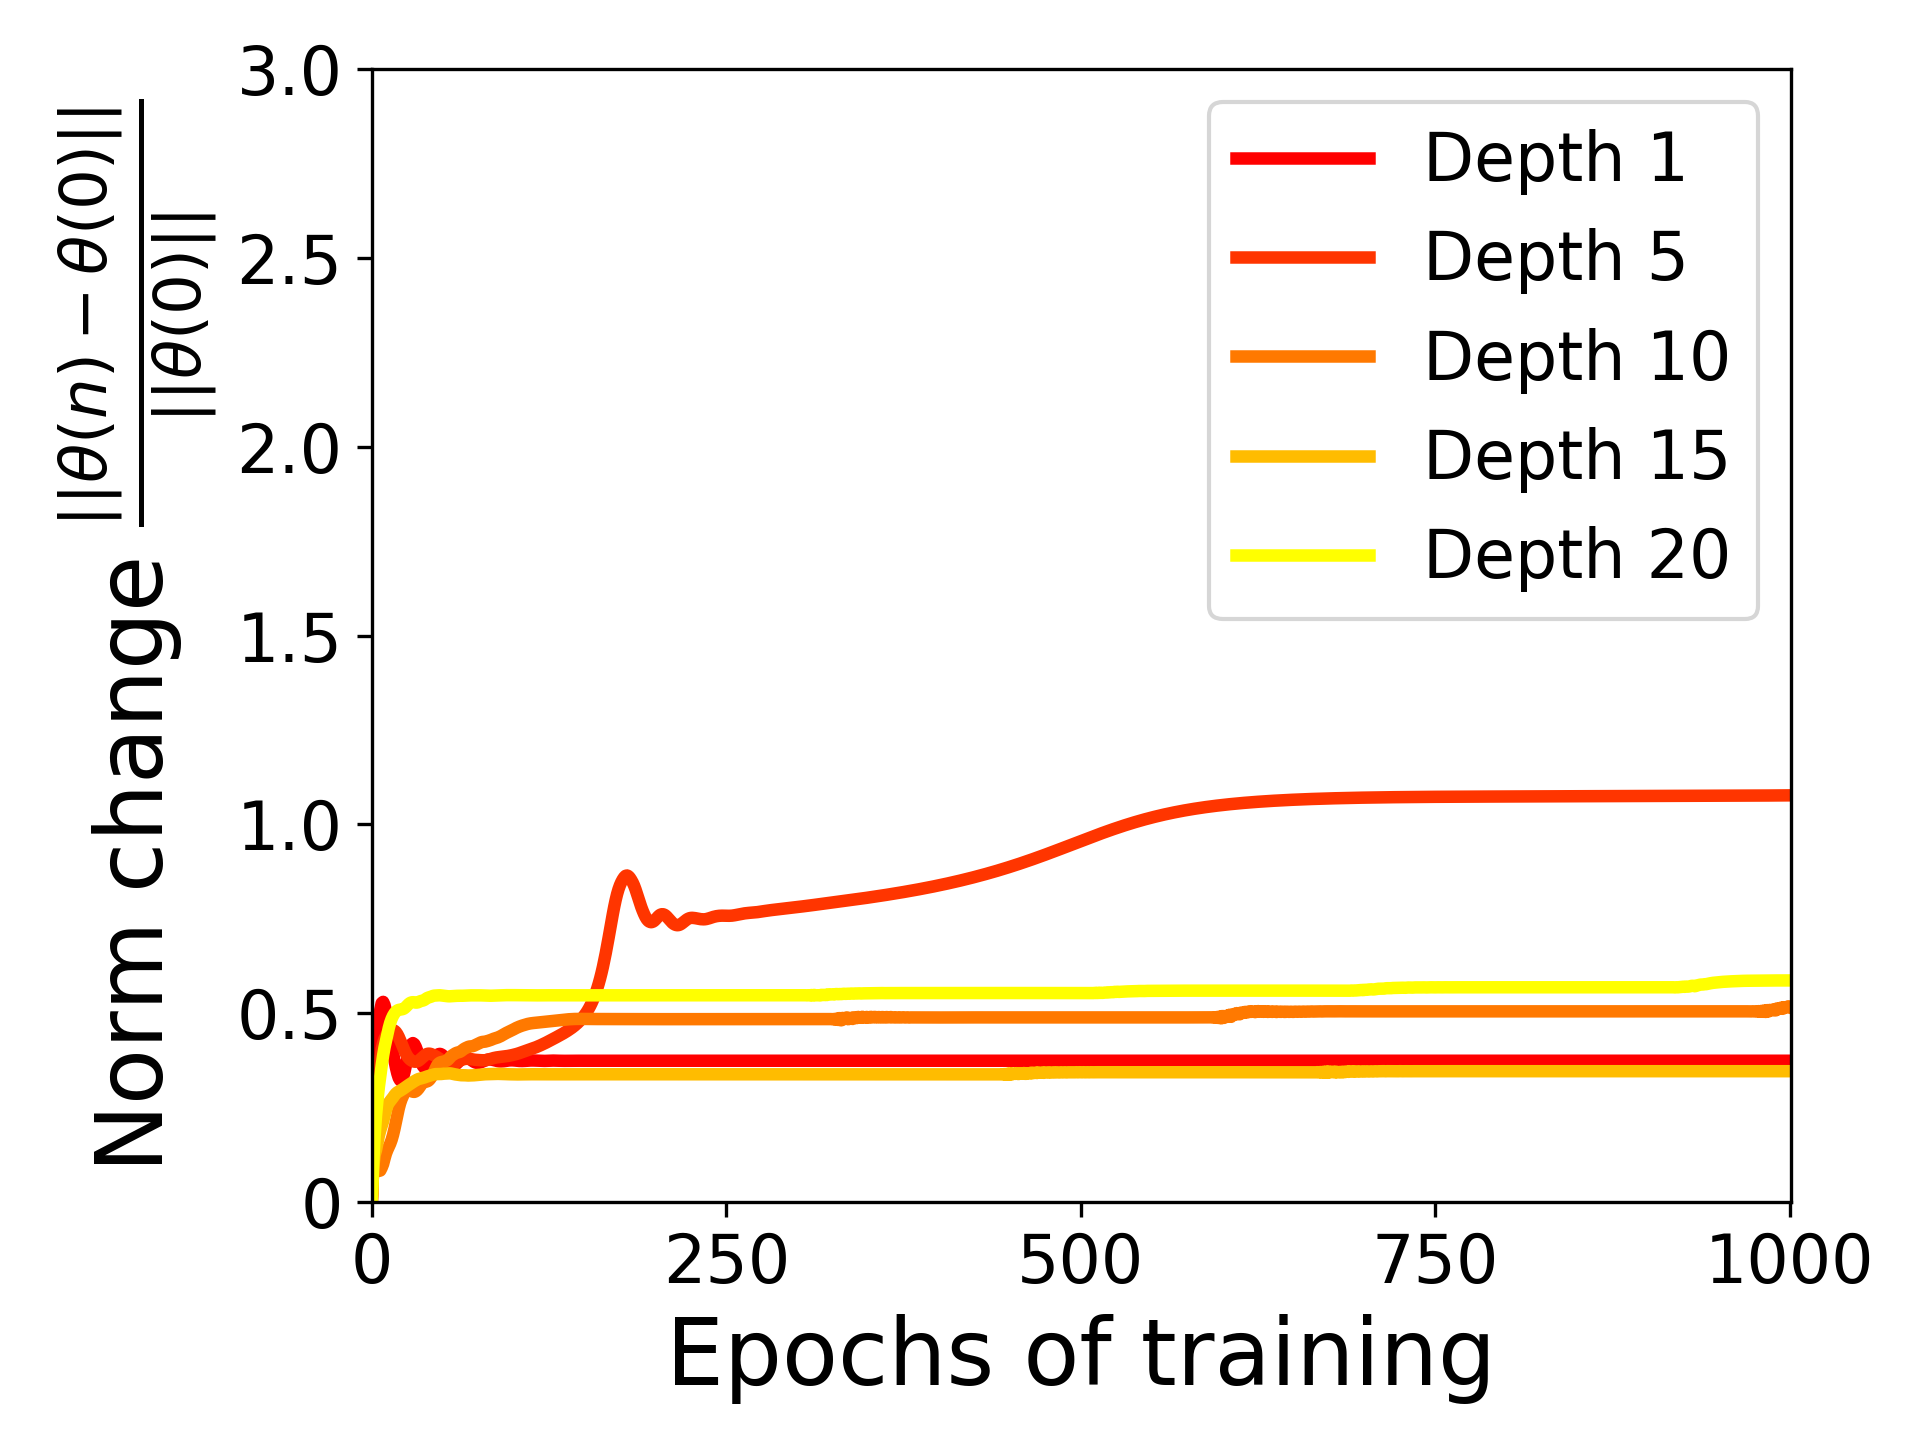 Norm change ||θ(n) − θ(0)|| / ||θ(0)||
3.0
2.5
2.0
1.5
1.0
0.5
0
0 250 500 750 1000
Epochs of training
Depth 1
Depth 5
Depth 10
Depth 15
Depth 20